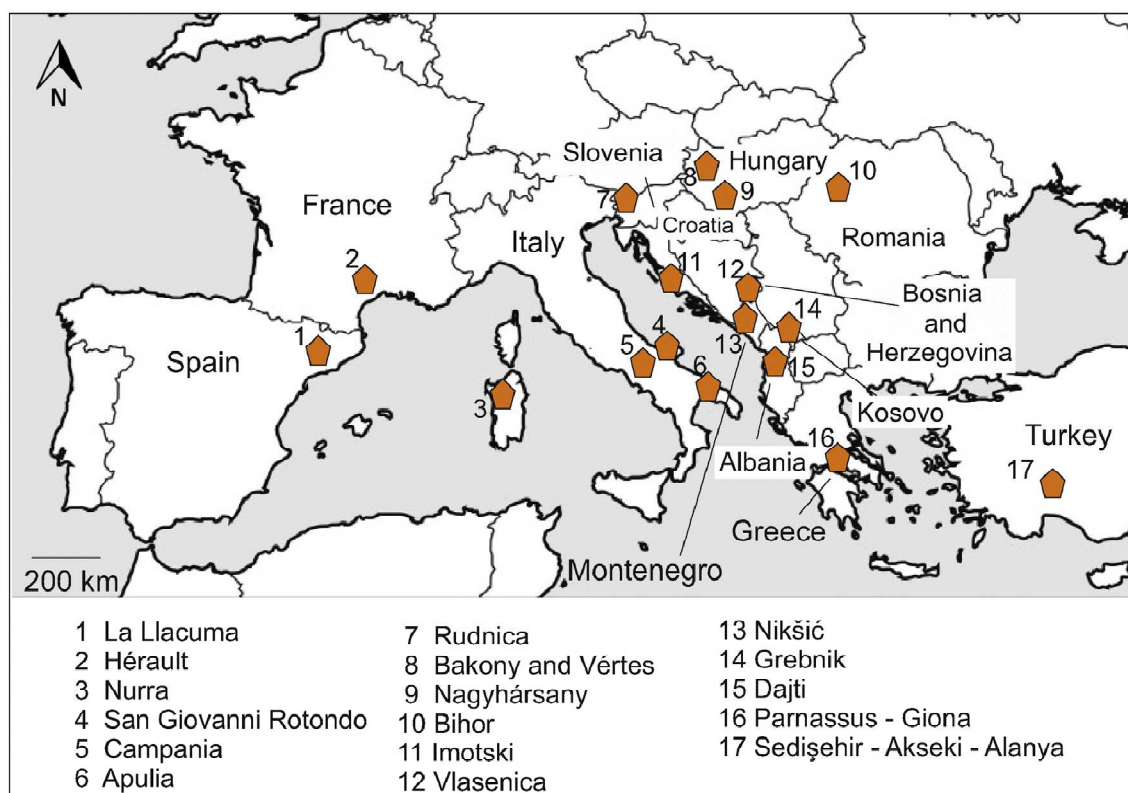 N
Slovenia
Hungary
8
10
7
9
France
Croatia
Italy
Romania
2
11
12
Bosnia
and
Herzegovina
14
1
Spain
4
13
5
15
6
3
Kosovo
Turkey
16
Albania
17
Greece
Montenegro
200 km
1 La Llacuma
2 Hérault
3 Nurra
4 San Giovanni Rotondo
5 Campania
6 Apulia
7 Rudnica
8 Bakony and Vértes
9 Nagyhársany
10 Bihor
11 Imotski
12 Vlasenica
13 Nikšić
14 Grebnik
15 Dajti
16 Parnassus - Giona
17 Sedişehir - Akseki - Alanya